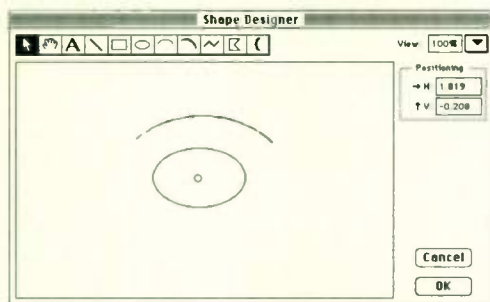 Shape Designer
A
View 100%
Positioning
→ H 1.819
↑ V -0.208
Cancel
OK